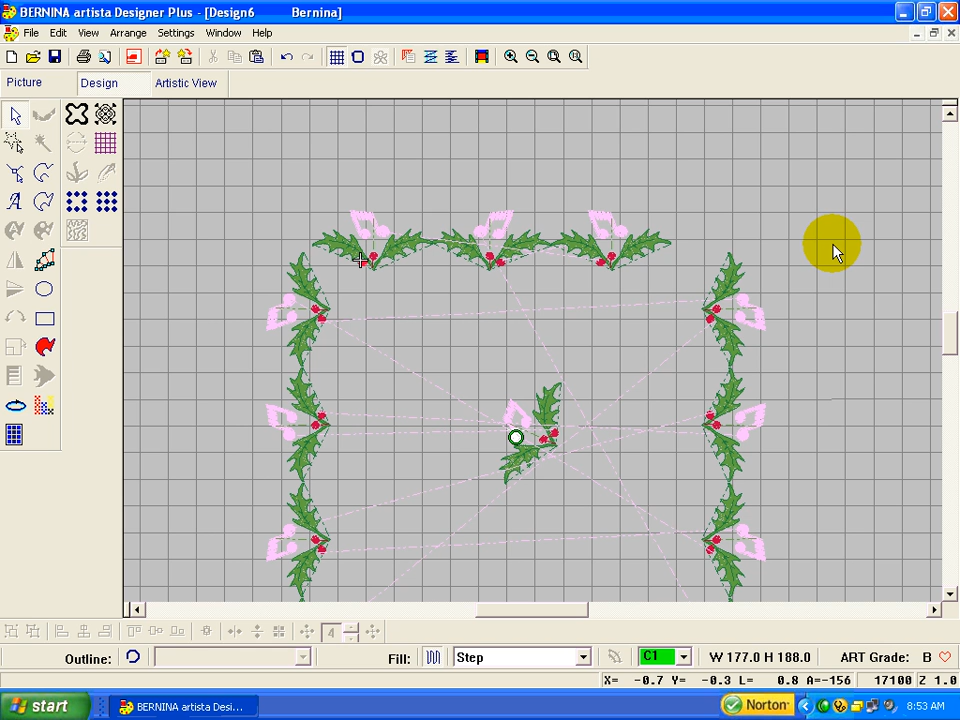 BERNINA artista Designer Plus - [Design6 Bernina]
File Edit View Arrange Settings Window Help
Picture Design Artistic View
A
4
Outline: Fill: Step C1 W 177.0 H 188.0 ART Grade: B
X= -0.7 Y= -0.3 L= 0.8 A=-156 17100 Z 1.0
start BERNINA artista Desi... Norton 8:53 AM